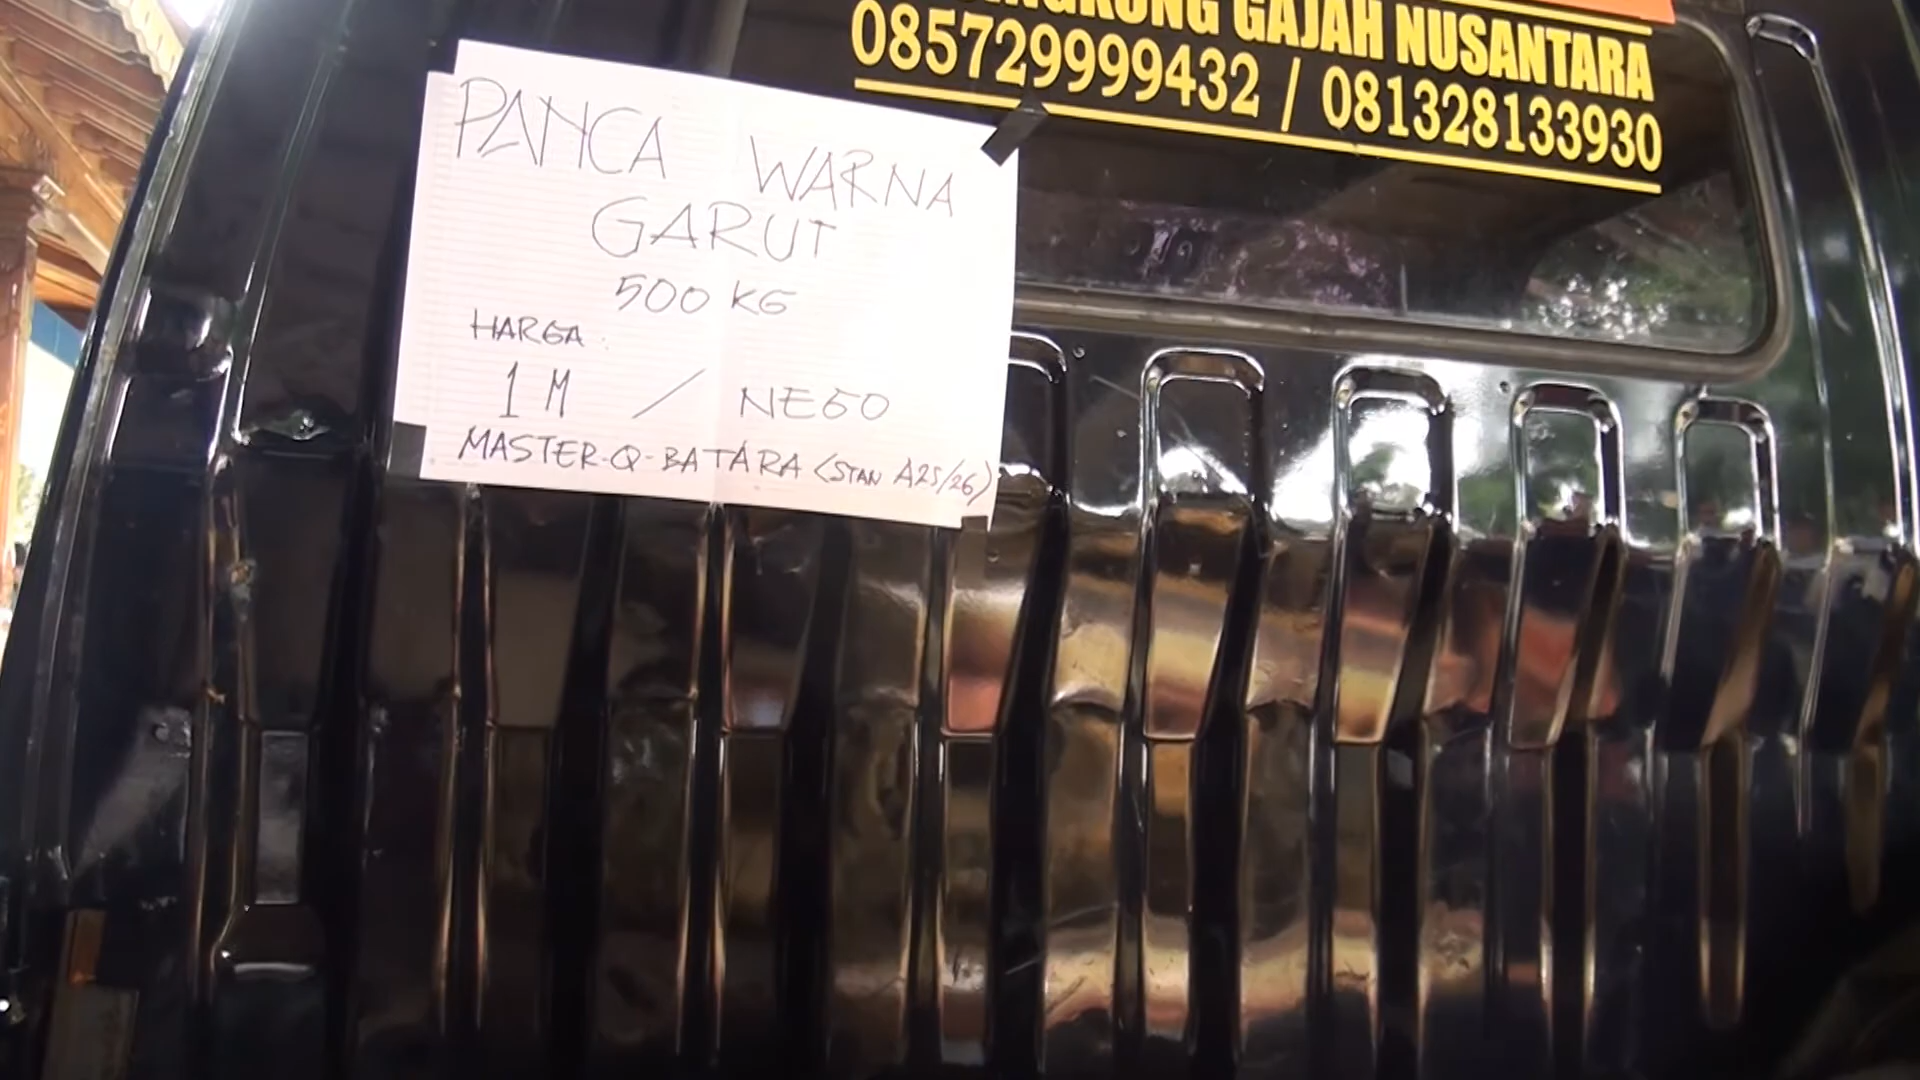 GAJAH NUSANTARA
085729999432 / 081328133930
PANCA WARNA
GARUT
500 KG
HARGA :
1 M / NEGO
MASTER-Q-BATARA (STAN A25/26)